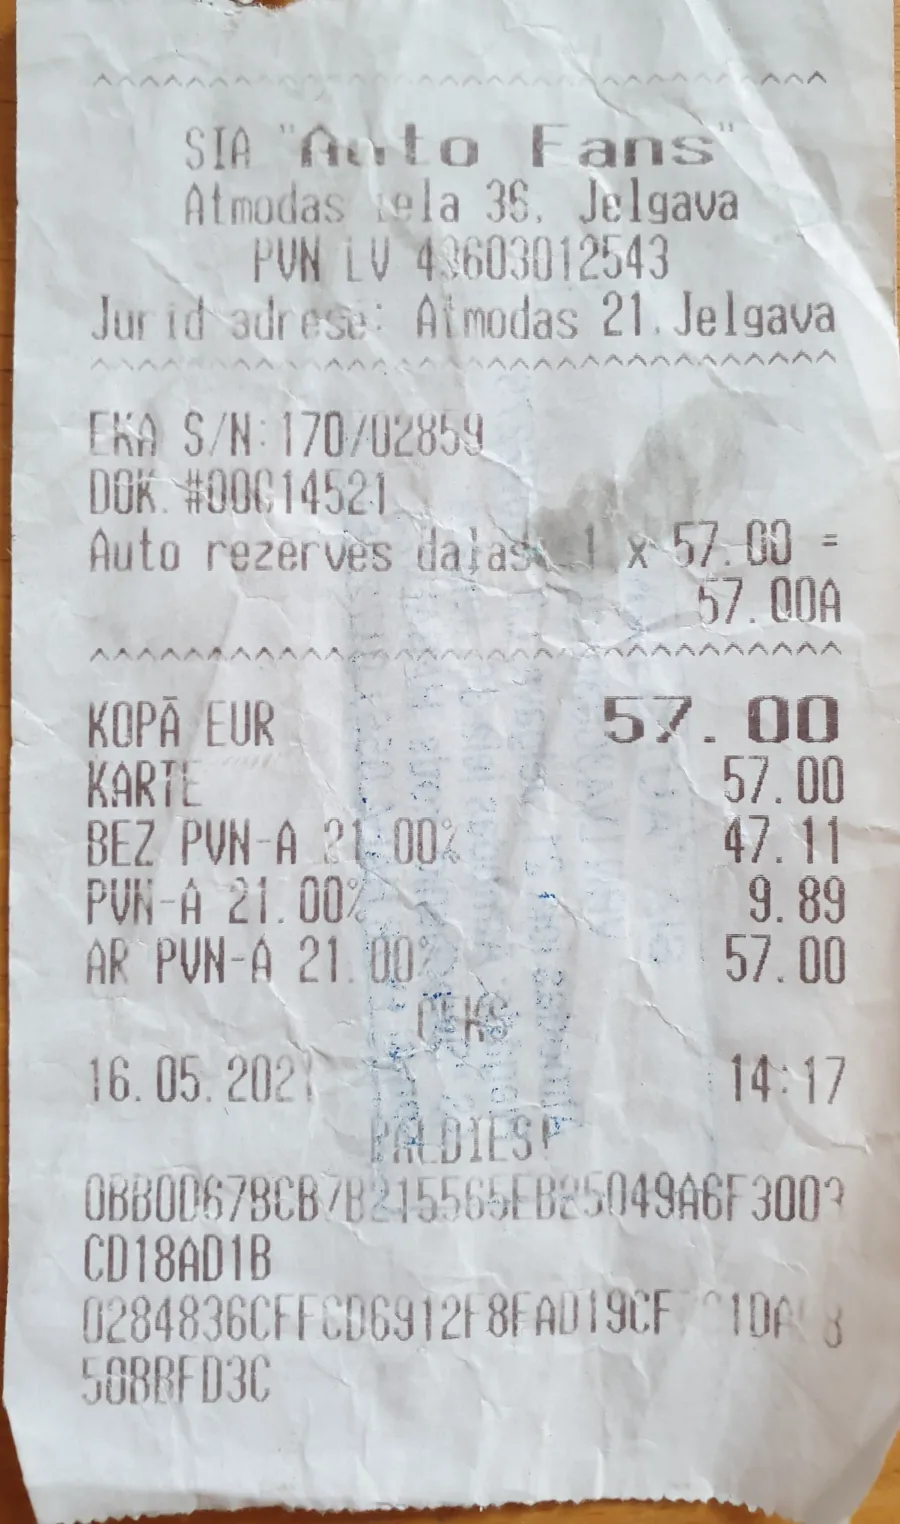 ^^^^^^^^^^^^^^^^^^^^^^^^^^^^^^^^
SIA "Auto Fans"
Atmodas iela 36, Jelgava
PVN LV 43603012543
Jurid adrese: Atmodas 21, Jelgava
^^^^^^^^^^^^^^^^^^^^^^^^^^^^^^^^
EKA S/N:170/02859
DOK. #00014521
Auto rezerves daļas 1 x 57.00 =
57.00A
^^^^^^^^^^^^^^^^^^^^^^^^^^^^^^^^
KOPĀ EUR 57.00
KARTE 57.00
BEZ PVN-A 21.00% 47.11
PVN-A 21.00% 9.89
AR PVN-A 21.00% 57.00
ČEKS
16.05.2021 14:17
PALDIES!
CD18AD1B
508BFD3C